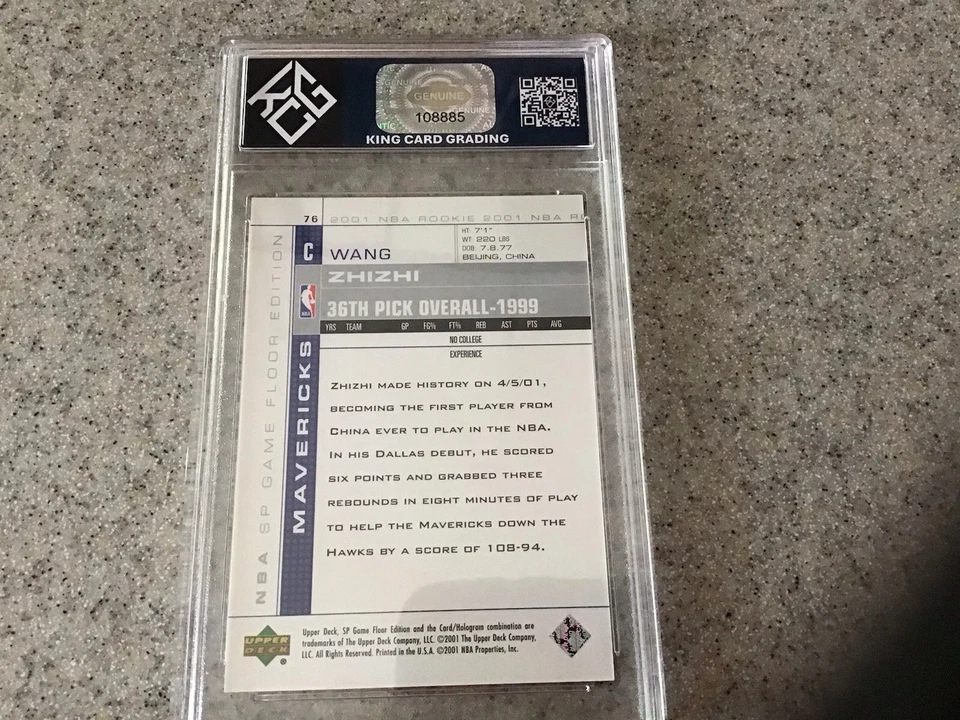 KCG
GENUINE
GENUINE
GENUINE
108885
KING CARD GRADING
76 2001 NBA ROOKIE 2001 NBA R
C WANG
HT: 7'1"
WT: 220 LBS
DOB: 7.8.77
BEIJING, CHINA
ZHIZHI
NBA
36TH PICK OVERALL-1999
YRS TEAM GP FG% FT% REB AST PTS AVG
NO COLLEGE
EXPERIENCE
NBA SP GAME FLOOR EDITION
MAVERICKS
ZHIZHI MADE HISTORY ON 4/5/01,
BECOMING THE FIRST PLAYER FROM
CHINA EVER TO PLAY IN THE NBA.
IN HIS DALLAS DEBUT, HE SCORED
SIX POINTS AND GRABBED THREE
REBOUNDS IN EIGHT MINUTES OF PLAY
TO HELP THE MAVERICKS DOWN THE
HAWKS BY A SCORE OF 108-94.
UPPER DECK
Upper Deck, SP Game Floor Edition and the Card/Hologram combination are
trademarks of The Upper Deck Company, LLC. ©2001 The Upper Deck Company,
LLC. All Rights Reserved. Printed in the U.S.A. ©2001 NBA Properties, Inc.